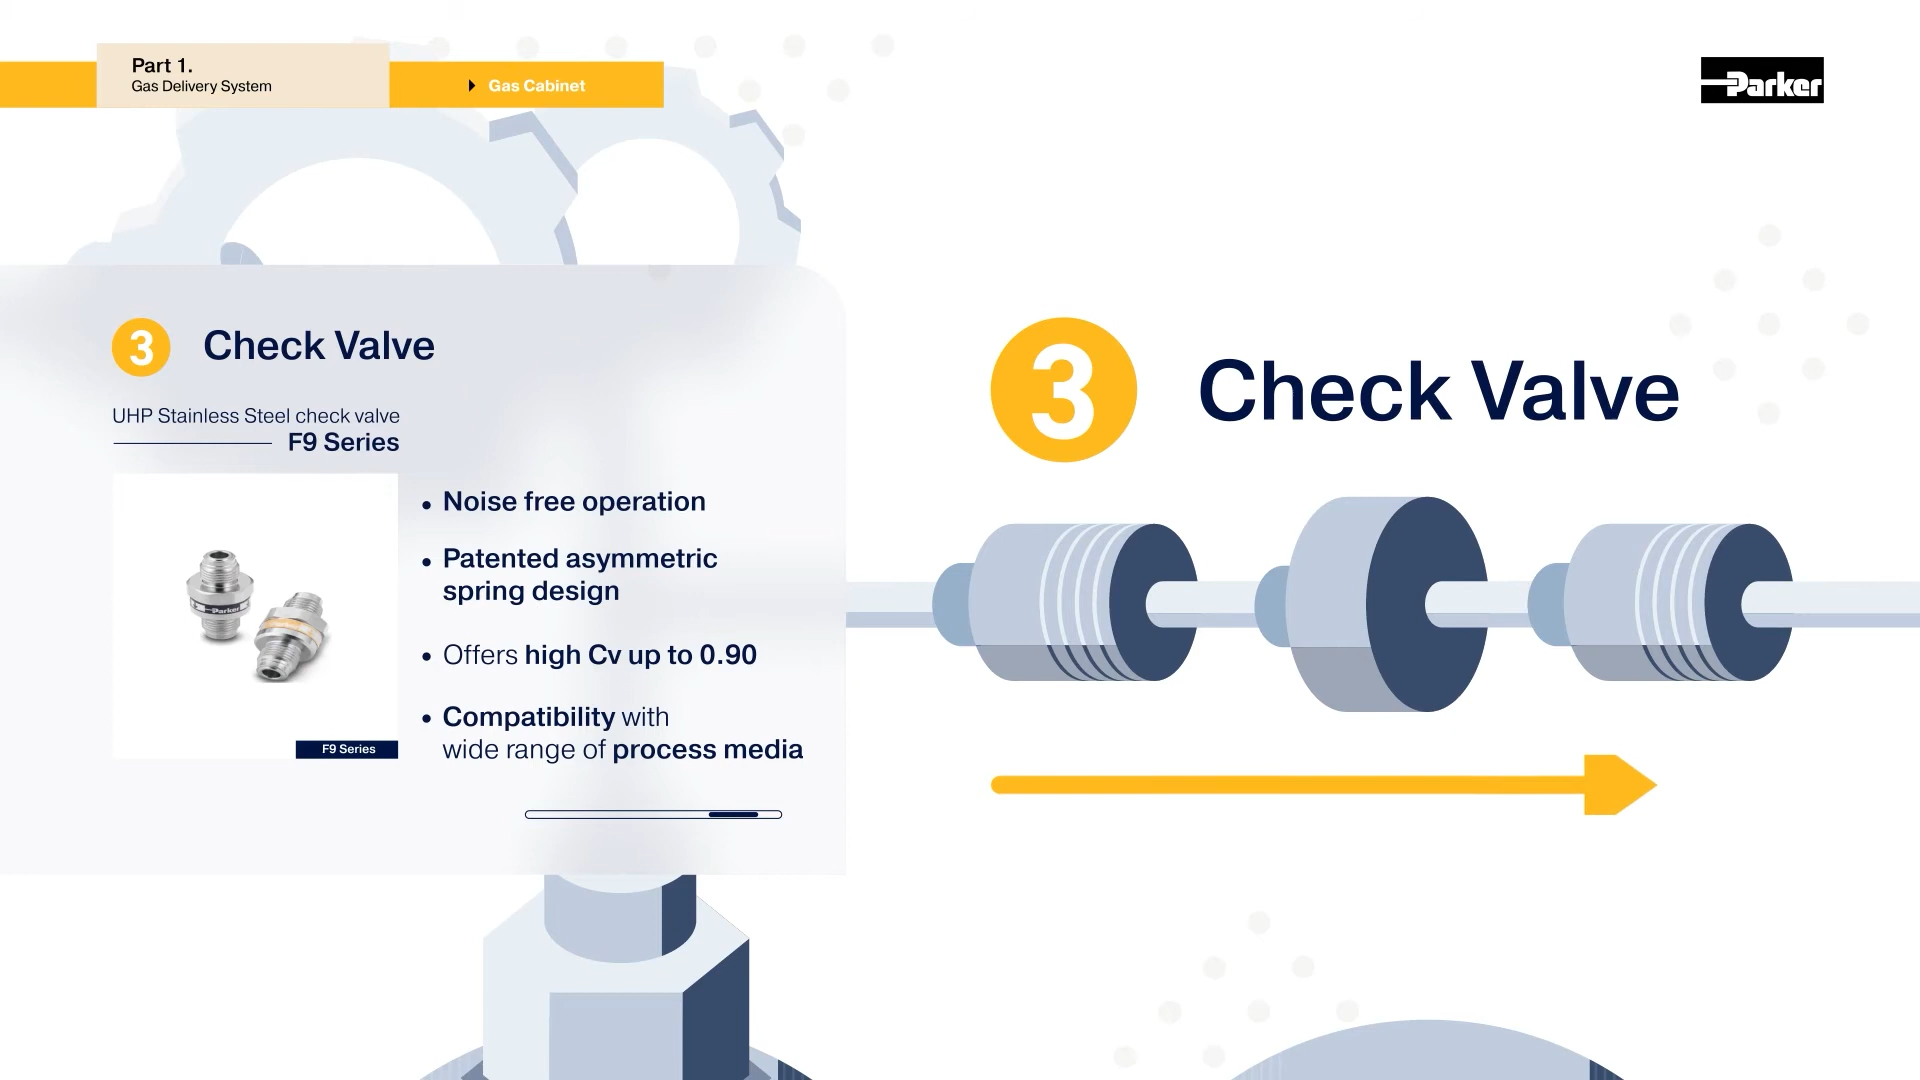 Part 1.
Gas Delivery System
Gas Cabinet
Parker
3 Check Valve
UHP Stainless Steel check valve
F9 Series
Parker
F9 Series
• Noise free operation
• Patented asymmetric
spring design
• Offers high Cv up to 0.90
• Compatibility with
wide range of process media
3 Check Valve